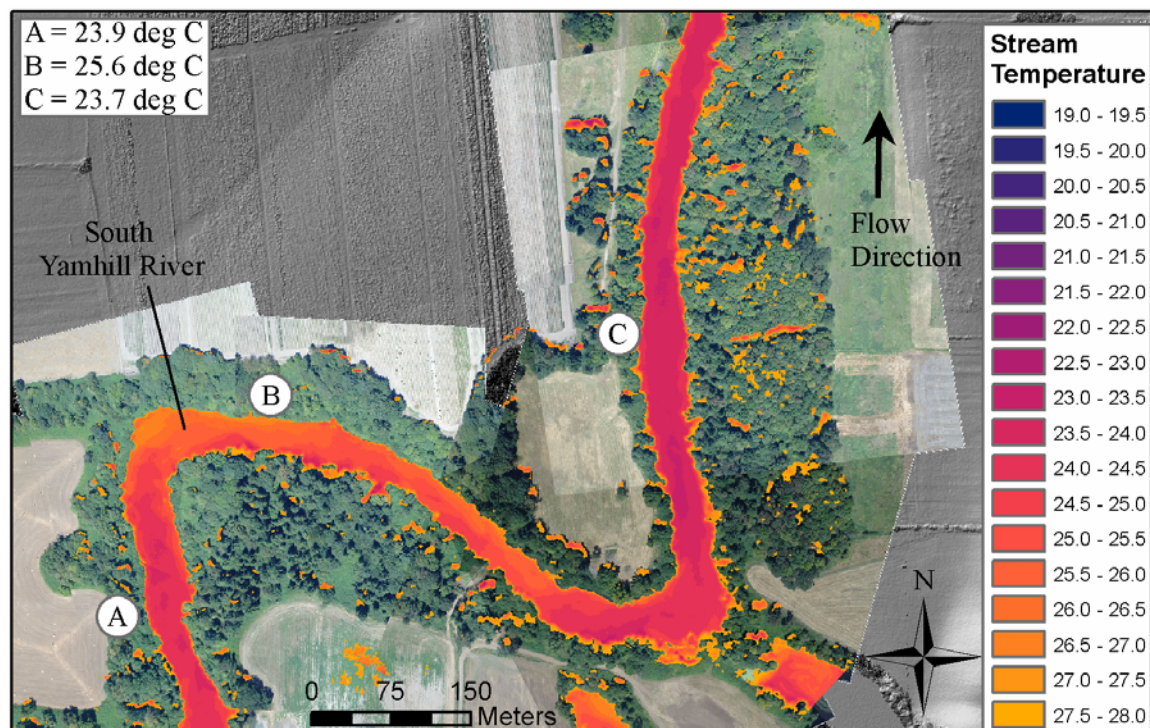 A = 23.9 deg C
B = 25.6 deg C
C = 23.7 deg C
South
Yamhill River
A
B
C
Flow
Direction
N
0 75 150
Meters
Stream
Temperature
19.0 - 19.5
19.5 - 20.0
20.0 - 20.5
20.5 - 21.0
21.0 - 21.5
21.5 - 22.0
22.0 - 22.5
22.5 - 23.0
23.0 - 23.5
23.5 - 24.0
24.0 - 24.5
24.5 - 25.0
25.0 - 25.5
25.5 - 26.0
26.0 - 26.5
26.5 - 27.0
27.0 - 27.5
27.5 - 28.0